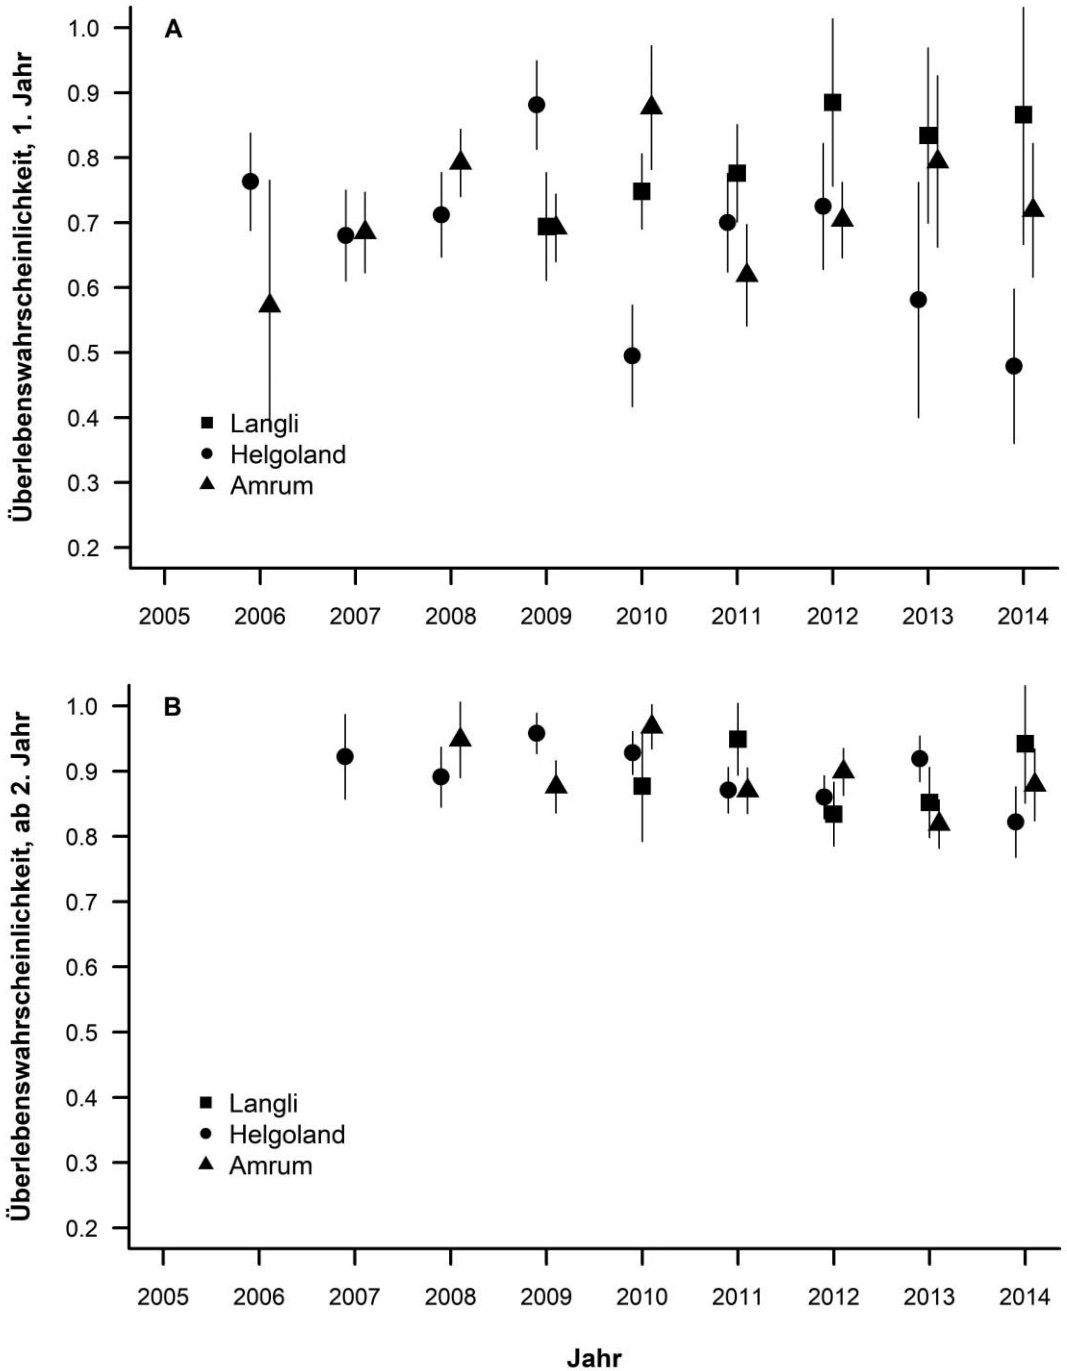 A
Überlebenswahrscheinlichkeit, 1. Jahr
1.0
0.9
0.8
0.7
0.6
0.5
0.4
0.3
0.2
Langli
Helgoland
Amrum
2005 2006 2007 2008 2009 2010 2011 2012 2013 2014
B
Überlebenswahrscheinlichkeit, ab 2. Jahr
1.0
0.9
0.8
0.7
0.6
0.5
0.4
0.3
0.2
Langli
Helgoland
Amrum
2005 2006 2007 2008 2009 2010 2011 2012 2013 2014
Jahr